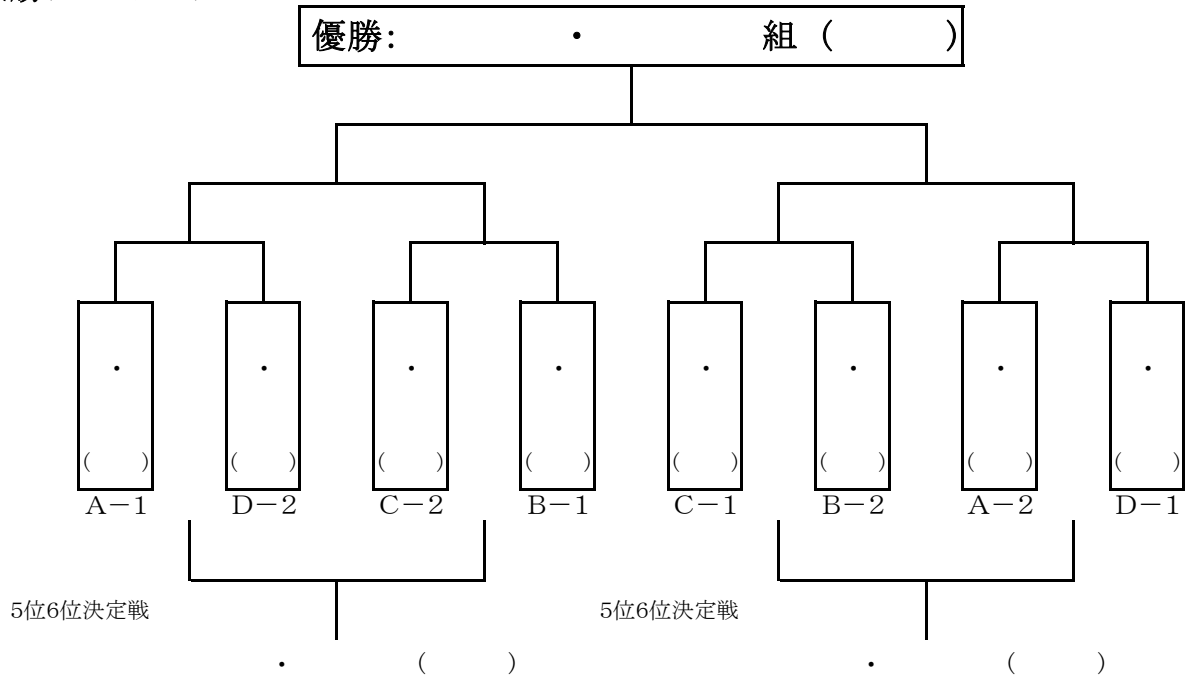 優勝: ・ 組 ( )
・ ・ ・ ・ ・ ・ ・ ・
( ) ( ) ( ) ( ) ( ) ( ) ( ) ( )
A－1 D－2 C－2 B－1 C－1 B－2 A－2 D－1
5位6位決定戦 5位6位決定戦
・ ( ) ・ ( )